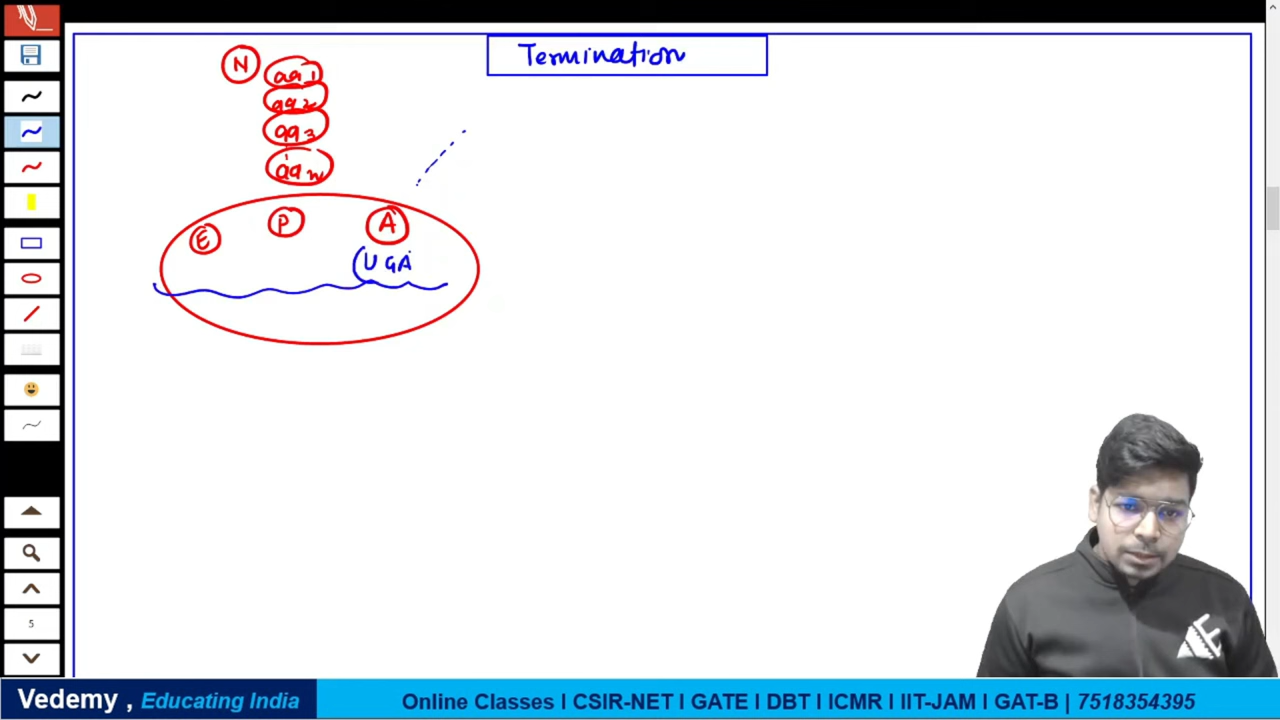 Termination
N
aa1
aa2
aa3
aan
E P A
UGA
5
Vedemy , Educating India
Online Classes I CSIR-NET I GATE I DBT I ICMR I IIT-JAM I GAT-B | 7518354395